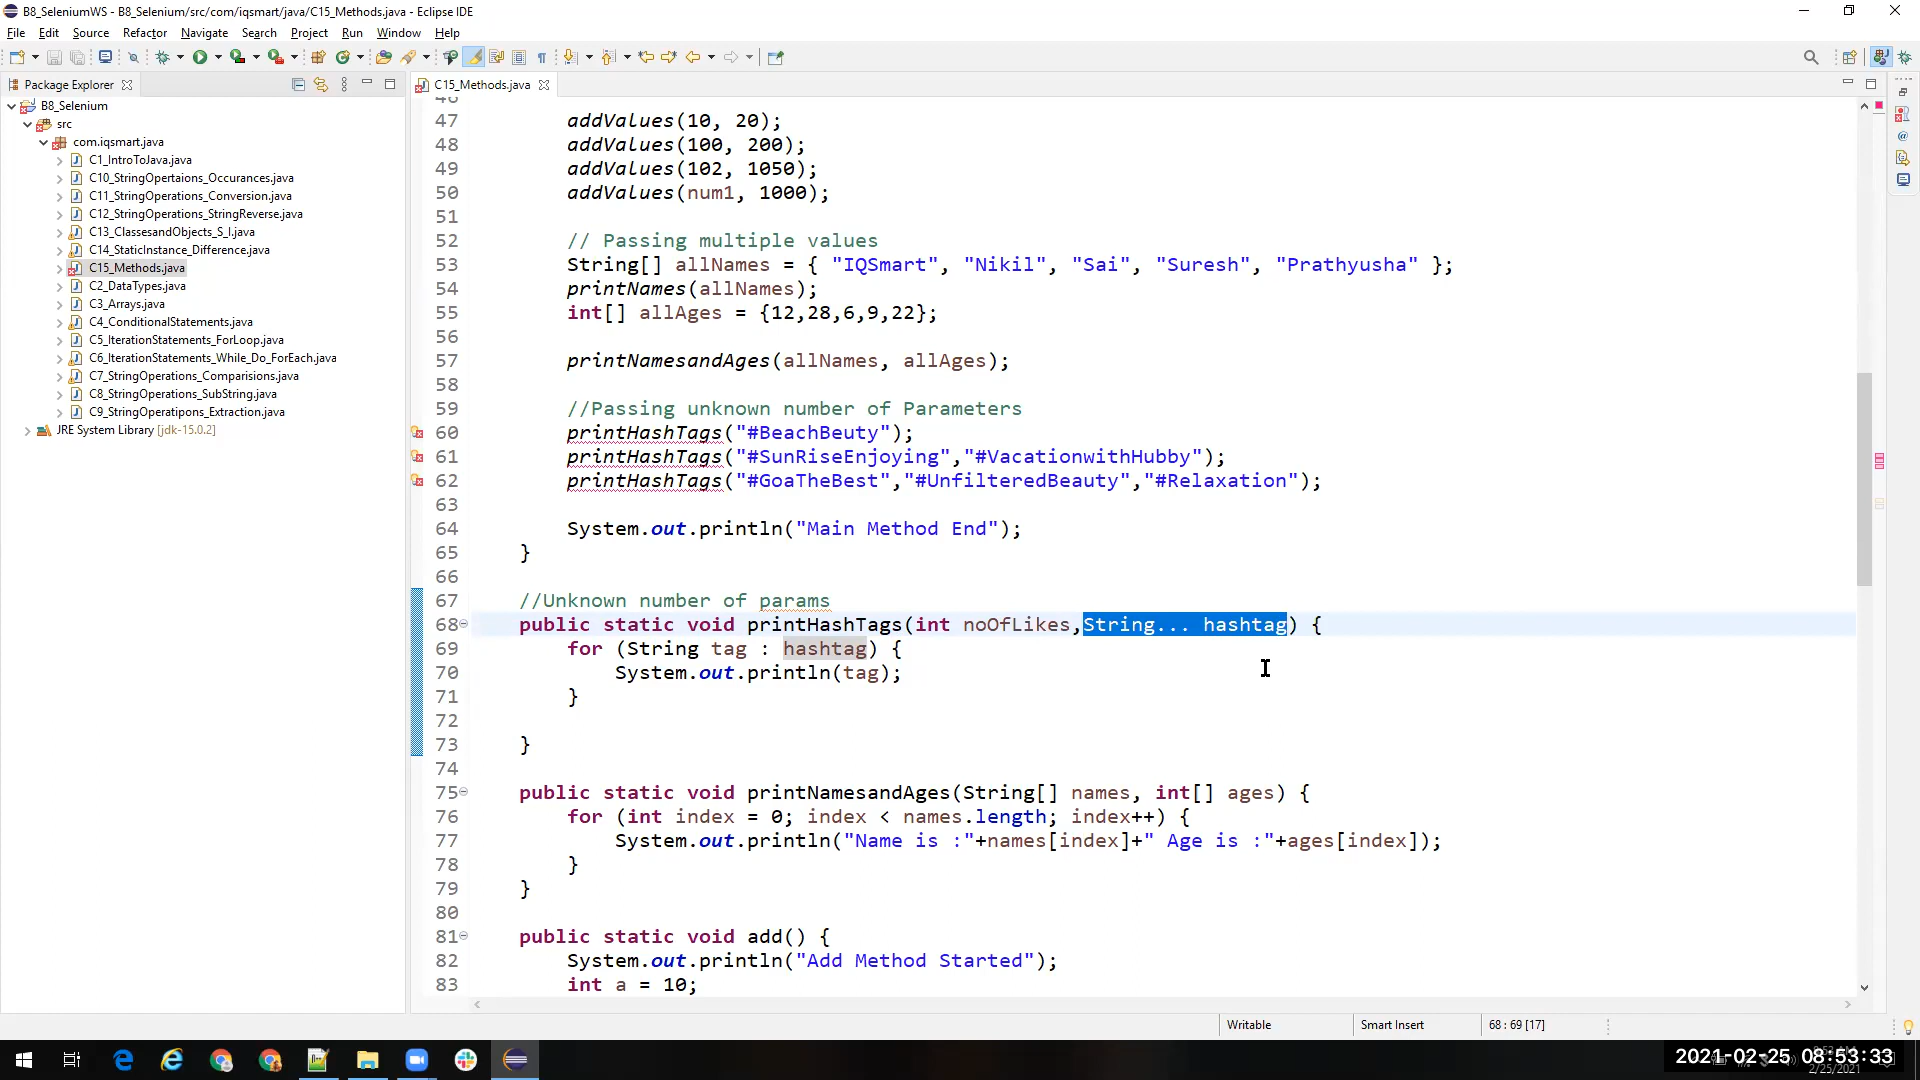 B8_SeleniumWS - B8_Selenium/src/com/iqsmart/java/C15_Methods.java - Eclipse IDE
File Edit Source Refactor Navigate Search Project Run Window Help
Package Explorer
C15_Methods.java
B8_Selenium
src
com.iqsmart.java
C1_IntroToJava.java
C10_StringOpertaions_Occurances.java
C11_StringOperations_Conversion.java
C12_StringOperations_StringReverse.java
C13_ClassesandObjects_S_I.java
C14_StaticInstance_Difference.java
C15_Methods.java
C2_DataTypes.java
C3_Arrays.java
C4_ConditionalStatements.java
C5_IterationStatements_ForLoop.java
C6_IterationStatements_While_Do_ForEach.java
C7_StringOperations_Comparisions.java
C8_StringOperations_SubString.java
C9_StringOperatipons_Extraction.java
JRE System Library [jdk-15.0.2]
46
47 addValues(10, 20);
48 addValues(100, 200);
49 addValues(102, 1050);
50 addValues(num1, 1000);
51
52 // Passing multiple values
53 String[] allNames = { "IQSmart", "Nikil", "Sai", "Suresh", "Prathyusha" };
54 printNames(allNames);
55 int[] allAges = {12,28,6,9,22};
56
57 printNamesandAges(allNames, allAges);
58
59 //Passing unknown number of Parameters
60 printHashTags("#BeachBeuty");
61 printHashTags("#SunRiseEnjoying","#VacationwithHubby");
62 printHashTags("#GoaTheBest","#UnfilteredBeauty","#Relaxation");
63
64 System.out.println("Main Method End");
65 }
66
67 //Unknown number of params
68 public static void printHashTags(int noOfLikes,String... hashtag) {
69 for (String tag : hashtag) {
70 System.out.println(tag);
71 }
72
73 }
74
75 public static void printNamesandAges(String[] names, int[] ages) {
76 for (int index = 0; index < names.length; index++) {
77 System.out.println("Name is :"+names[index]+" Age is :"+ages[index]);
78 }
79 }
80
81 public static void add() {
82 System.out.println("Add Method Started");
83 int a = 10;
Writable Smart Insert 68 : 69 [17]
2021-02-25 08:53:33
2/25/2021